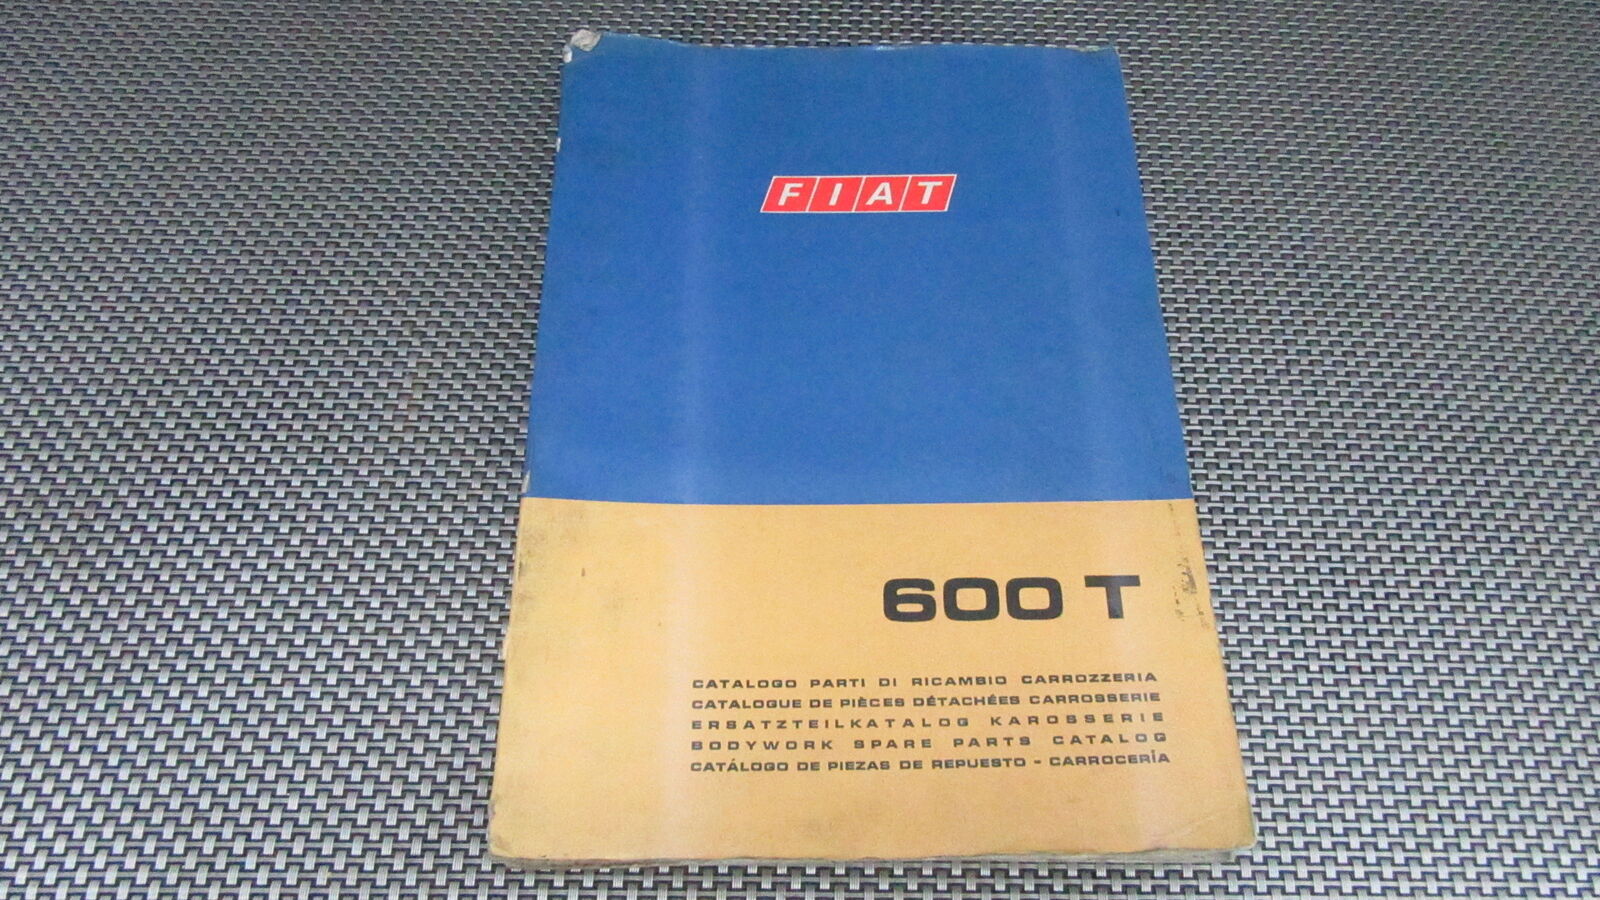 FIAT
600 T
CATALOGO PARTI DI RICAMBIO CARROZZERIA
CATALOGUE DE PIÈCES DÉTACHÉES CARROSSERIE
ERSATZTEILKATALOG KAROSSERIE
BODYWORK SPARE PARTS CATALOG
CATÁLOGO DE PIEZAS DE REPUESTO - CARROCERÍA